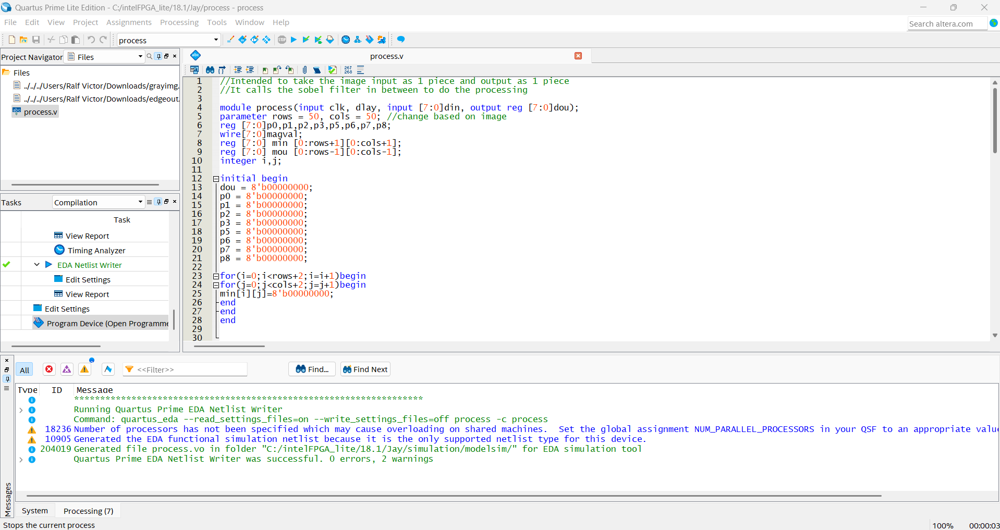 Quartus Prime Lite Edition - C:/intelFPGA_lite/18.1/Jay/process - process
File Edit View Project Assignments Processing Tools Window Help
Search altera.com
process
Project Navigator Files
Files
../../../Users/Ralf Victor/Downloads/grayimg.
../../../Users/Ralf Victor/Downloads/edgeout.
process.v
Tasks Compilation
Task
View Report
Timing Analyzer
EDA Netlist Writer
Edit Settings
View Report
Edit Settings
Program Device (Open Programme
process.v
267
268
1 //Intended to take the image input as 1 piece and output as 1 piece
2 //It calls the sobel filter in between to do the processing
3
4 module process(input clk, dlay, input [7:0]din, output reg [7:0]dou);
5 parameter rows = 50, cols = 50; //change based on image
6 reg [7:0]p0,p1,p2,p3,p5,p6,p7,p8;
7 wire[7:0]magval;
8 reg [7:0] min [0:rows+1][0:cols+1];
9 reg [7:0] mou [0:rows-1][0:cols-1];
10 integer i,j;
11
12 initial begin
13 dou = 8'b00000000;
14 p0 = 8'b00000000;
15 p1 = 8'b00000000;
16 p2 = 8'b00000000;
17 p3 = 8'b00000000;
18 p5 = 8'b00000000;
19 p6 = 8'b00000000;
20 p7 = 8'b00000000;
21 p8 = 8'b00000000;
22
23 for(i=0;i<rows+2;i=i+1)begin
24 for(j=0;j<cols+2;j=j+1)begin
25 min[i][j]=8'b00000000;
26 end
27 end
28 end
29
30
All <<Filter>> Find... Find Next
Type ID Message
*******************************************************************
Running Quartus Prime EDA Netlist Writer
Command: quartus_eda --read_settings_files=on --write_settings_files=off process -c process
18236 Number of processors has not been specified which may cause overloading on shared machines. Set the global assignment NUM_PARALLEL_PROCESSORS in your QSF to an appropriate value
10905 Generated the EDA functional simulation netlist because it is the only supported netlist type for this device.
204019 Generated file process.vo in folder "C:/intelFPGA_lite/18.1/Jay/simulation/modelsim/" for EDA simulation tool
Quartus Prime EDA Netlist Writer was successful. 0 errors, 2 warnings
Messages
System Processing (7)
Stops the current process
100% 00:00:03